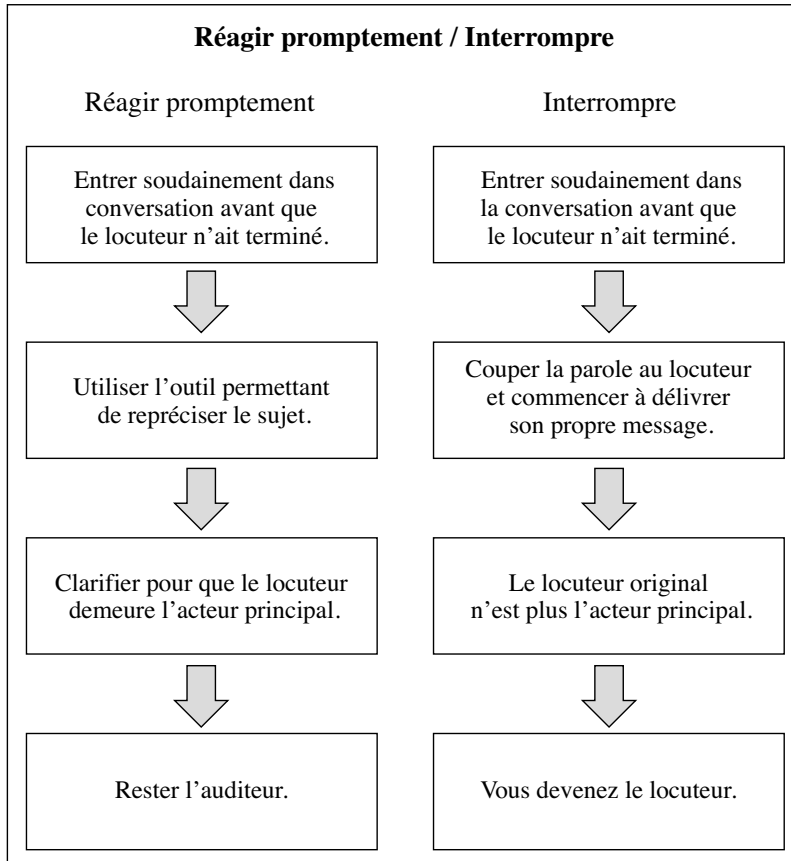 Réagir promptement / Interrompre
Réagir promptement
Entrer soudainement dans
conversation avant que
le locuteur n'ait terminé.
Utiliser l'outil permettant
de repréciser le sujet.
Clarifier pour que le locuteur
demeure l'acteur principal.
Rester l'auditeur.
Interrompre
Entrer soudainement dans
la conversation avant que
le locuteur n'ait terminé.
Couper la parole au locuteur
et commencer à délivrer
son propre message.
Le locuteur original
n'est plus l'acteur principal.
Vous devenez le locuteur.